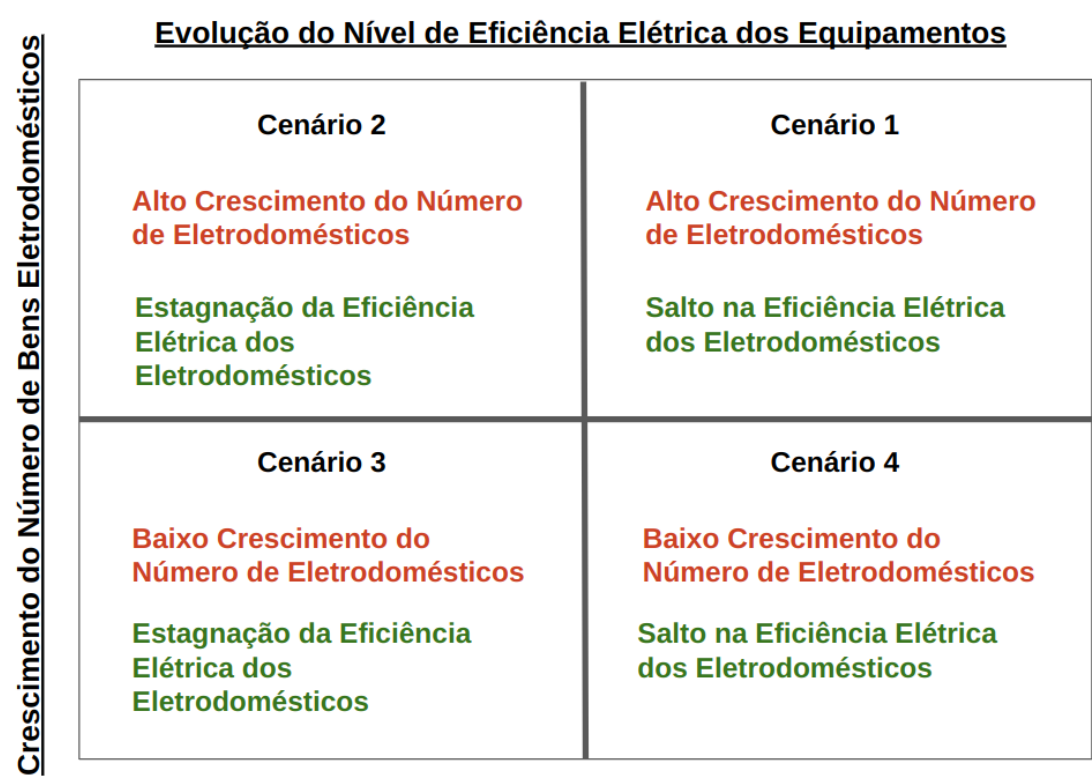 Evolução do Nível de Eficiência Elétrica dos Equipamentos
Crescimento do Número de Bens Eletrodomésticos
Cenário 2
Alto Crescimento do Número
de Eletrodomésticos
Estagnação da Eficiência
Elétrica dos
Eletrodomésticos
Cenário 1
Alto Crescimento do Número
de Eletrodomésticos
Salto na Eficiência Elétrica
dos Eletrodomésticos
Cenário 3
Baixo Crescimento do
Número de Eletrodomésticos
Estagnação da Eficiência
Elétrica dos
Eletrodomésticos
Cenário 4
Baixo Crescimento do
Número de Eletrodomésticos
Salto na Eficiência Elétrica
dos Eletrodomésticos